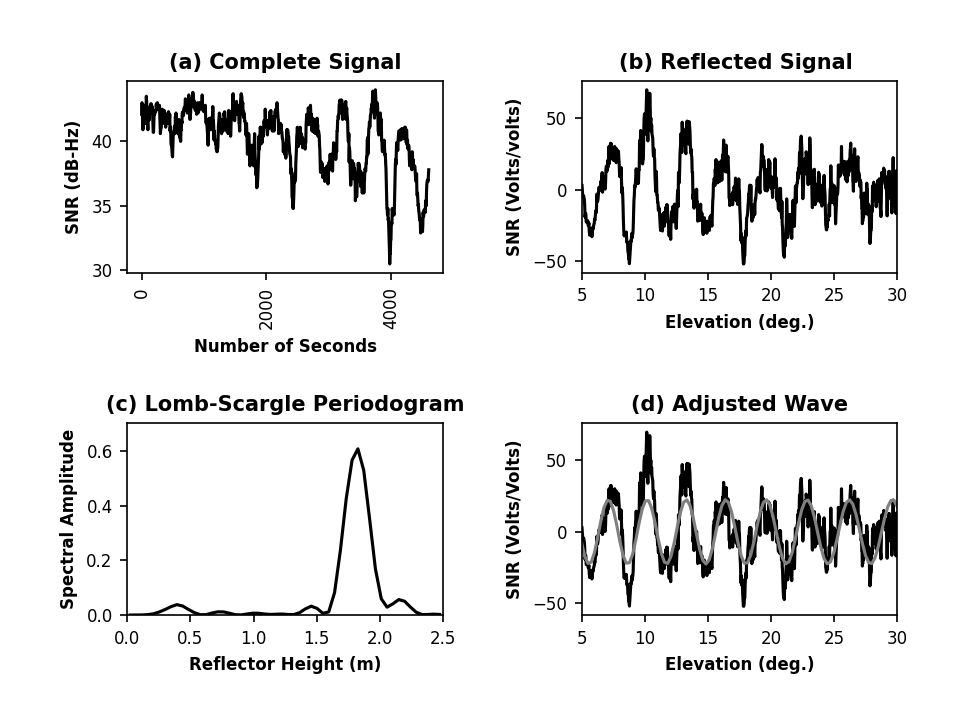 (a) Complete Signal
SNR (dB-Hz)
40
35
30
0
2000
4000
Number of Seconds
(b) Reflected Signal
SNR (Volts/volts)
50
0
−50
5 10 15 20 25 30
Elevation (deg.)
(c) Lomb-Scargle Periodogram
Spectral Amplitude
0.6
0.4
0.2
0.0
0.0 0.5 1.0 1.5 2.0 2.5
Reflector Height (m)
(d) Adjusted Wave
SNR (Volts/Volts)
50
0
−50
5 10 15 20 25 30
Elevation (deg.)